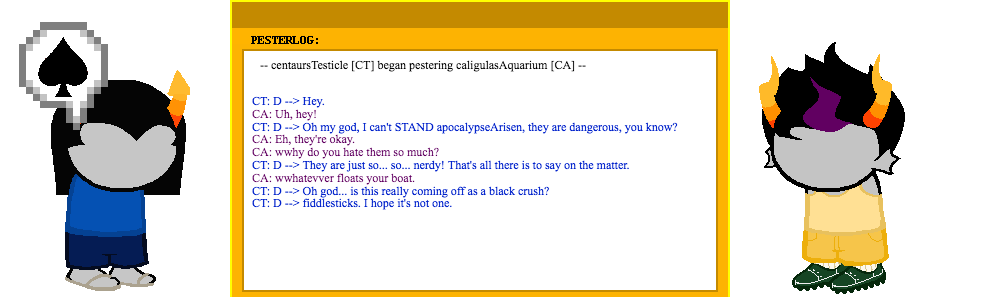 PESTERLOG:
-- centaursTesticle [CT] began pestering caligulasAquarium [CA] --
CT: D --> Hey.
CA: Uh, hey!
CT: D --> Oh my god, I can't STAND apocalypseArisen, they are dangerous, you know?
CA: Eh, they're okay.
CA: wwhy do you hate them so much?
CT: D --> They are just so... so... nerdy! That's all there is to say on the matter.
CA: wwhatevver floats your boat.
CT: D --> Oh god... is this really coming off as a black crush?
CT: D --> fiddlesticks. I hope it's not one.